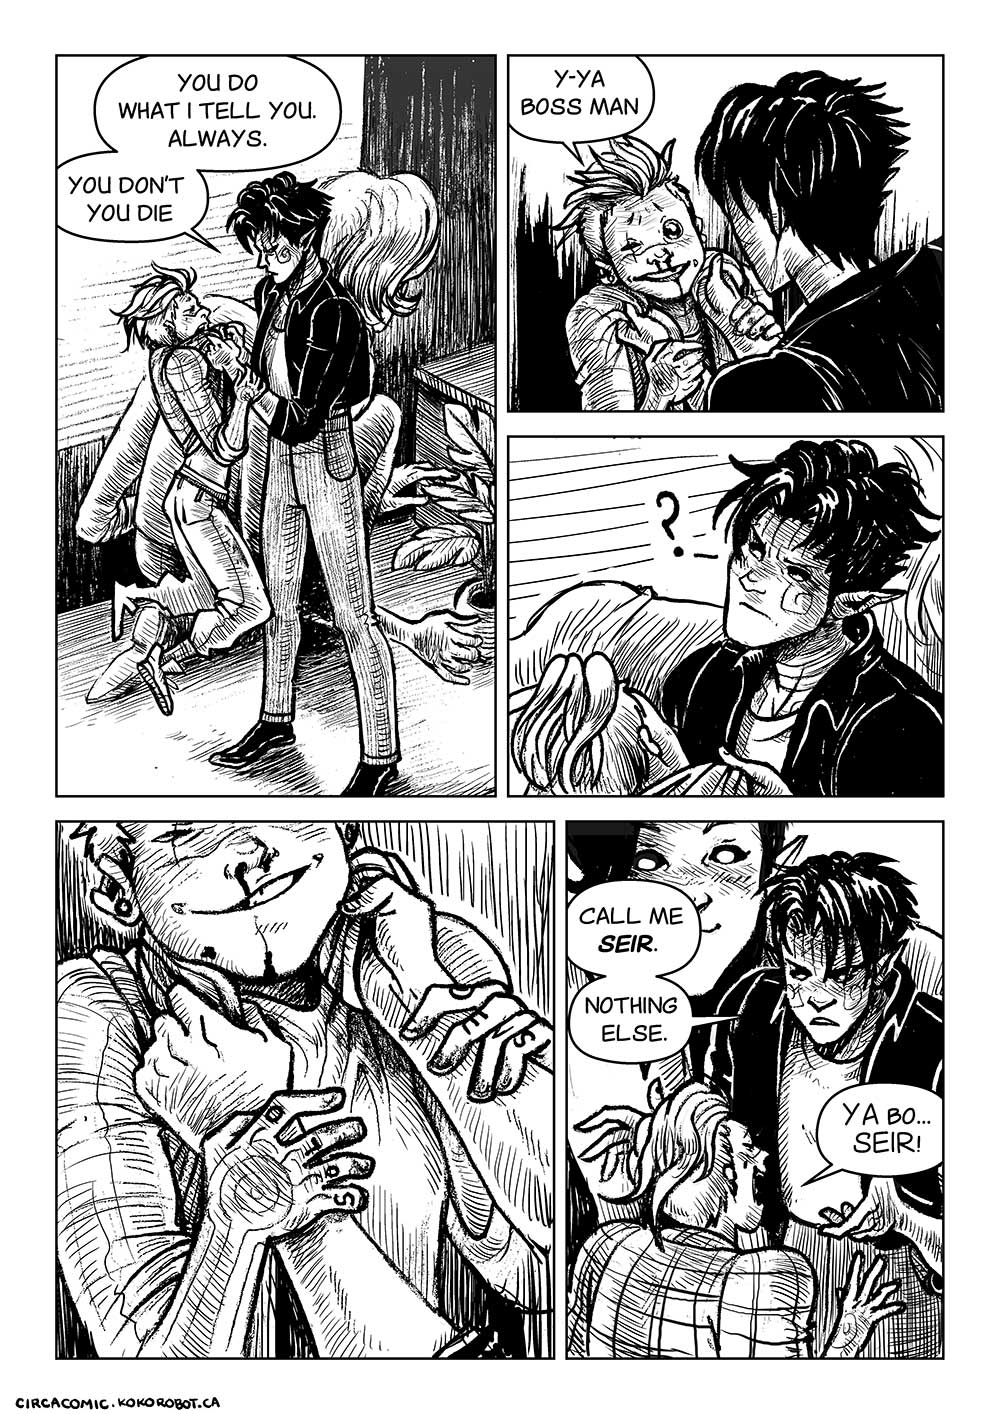 YOU DO
WHAT I TELL YOU.
ALWAYS.
YOU DON'T
YOU DIE
Y-YA
BOSS MAN
?
CALL ME
SEIR.
NOTHING
ELSE.
YA BO...
SEIR!
CIRCACOMIC.KOKOROBOT.CA